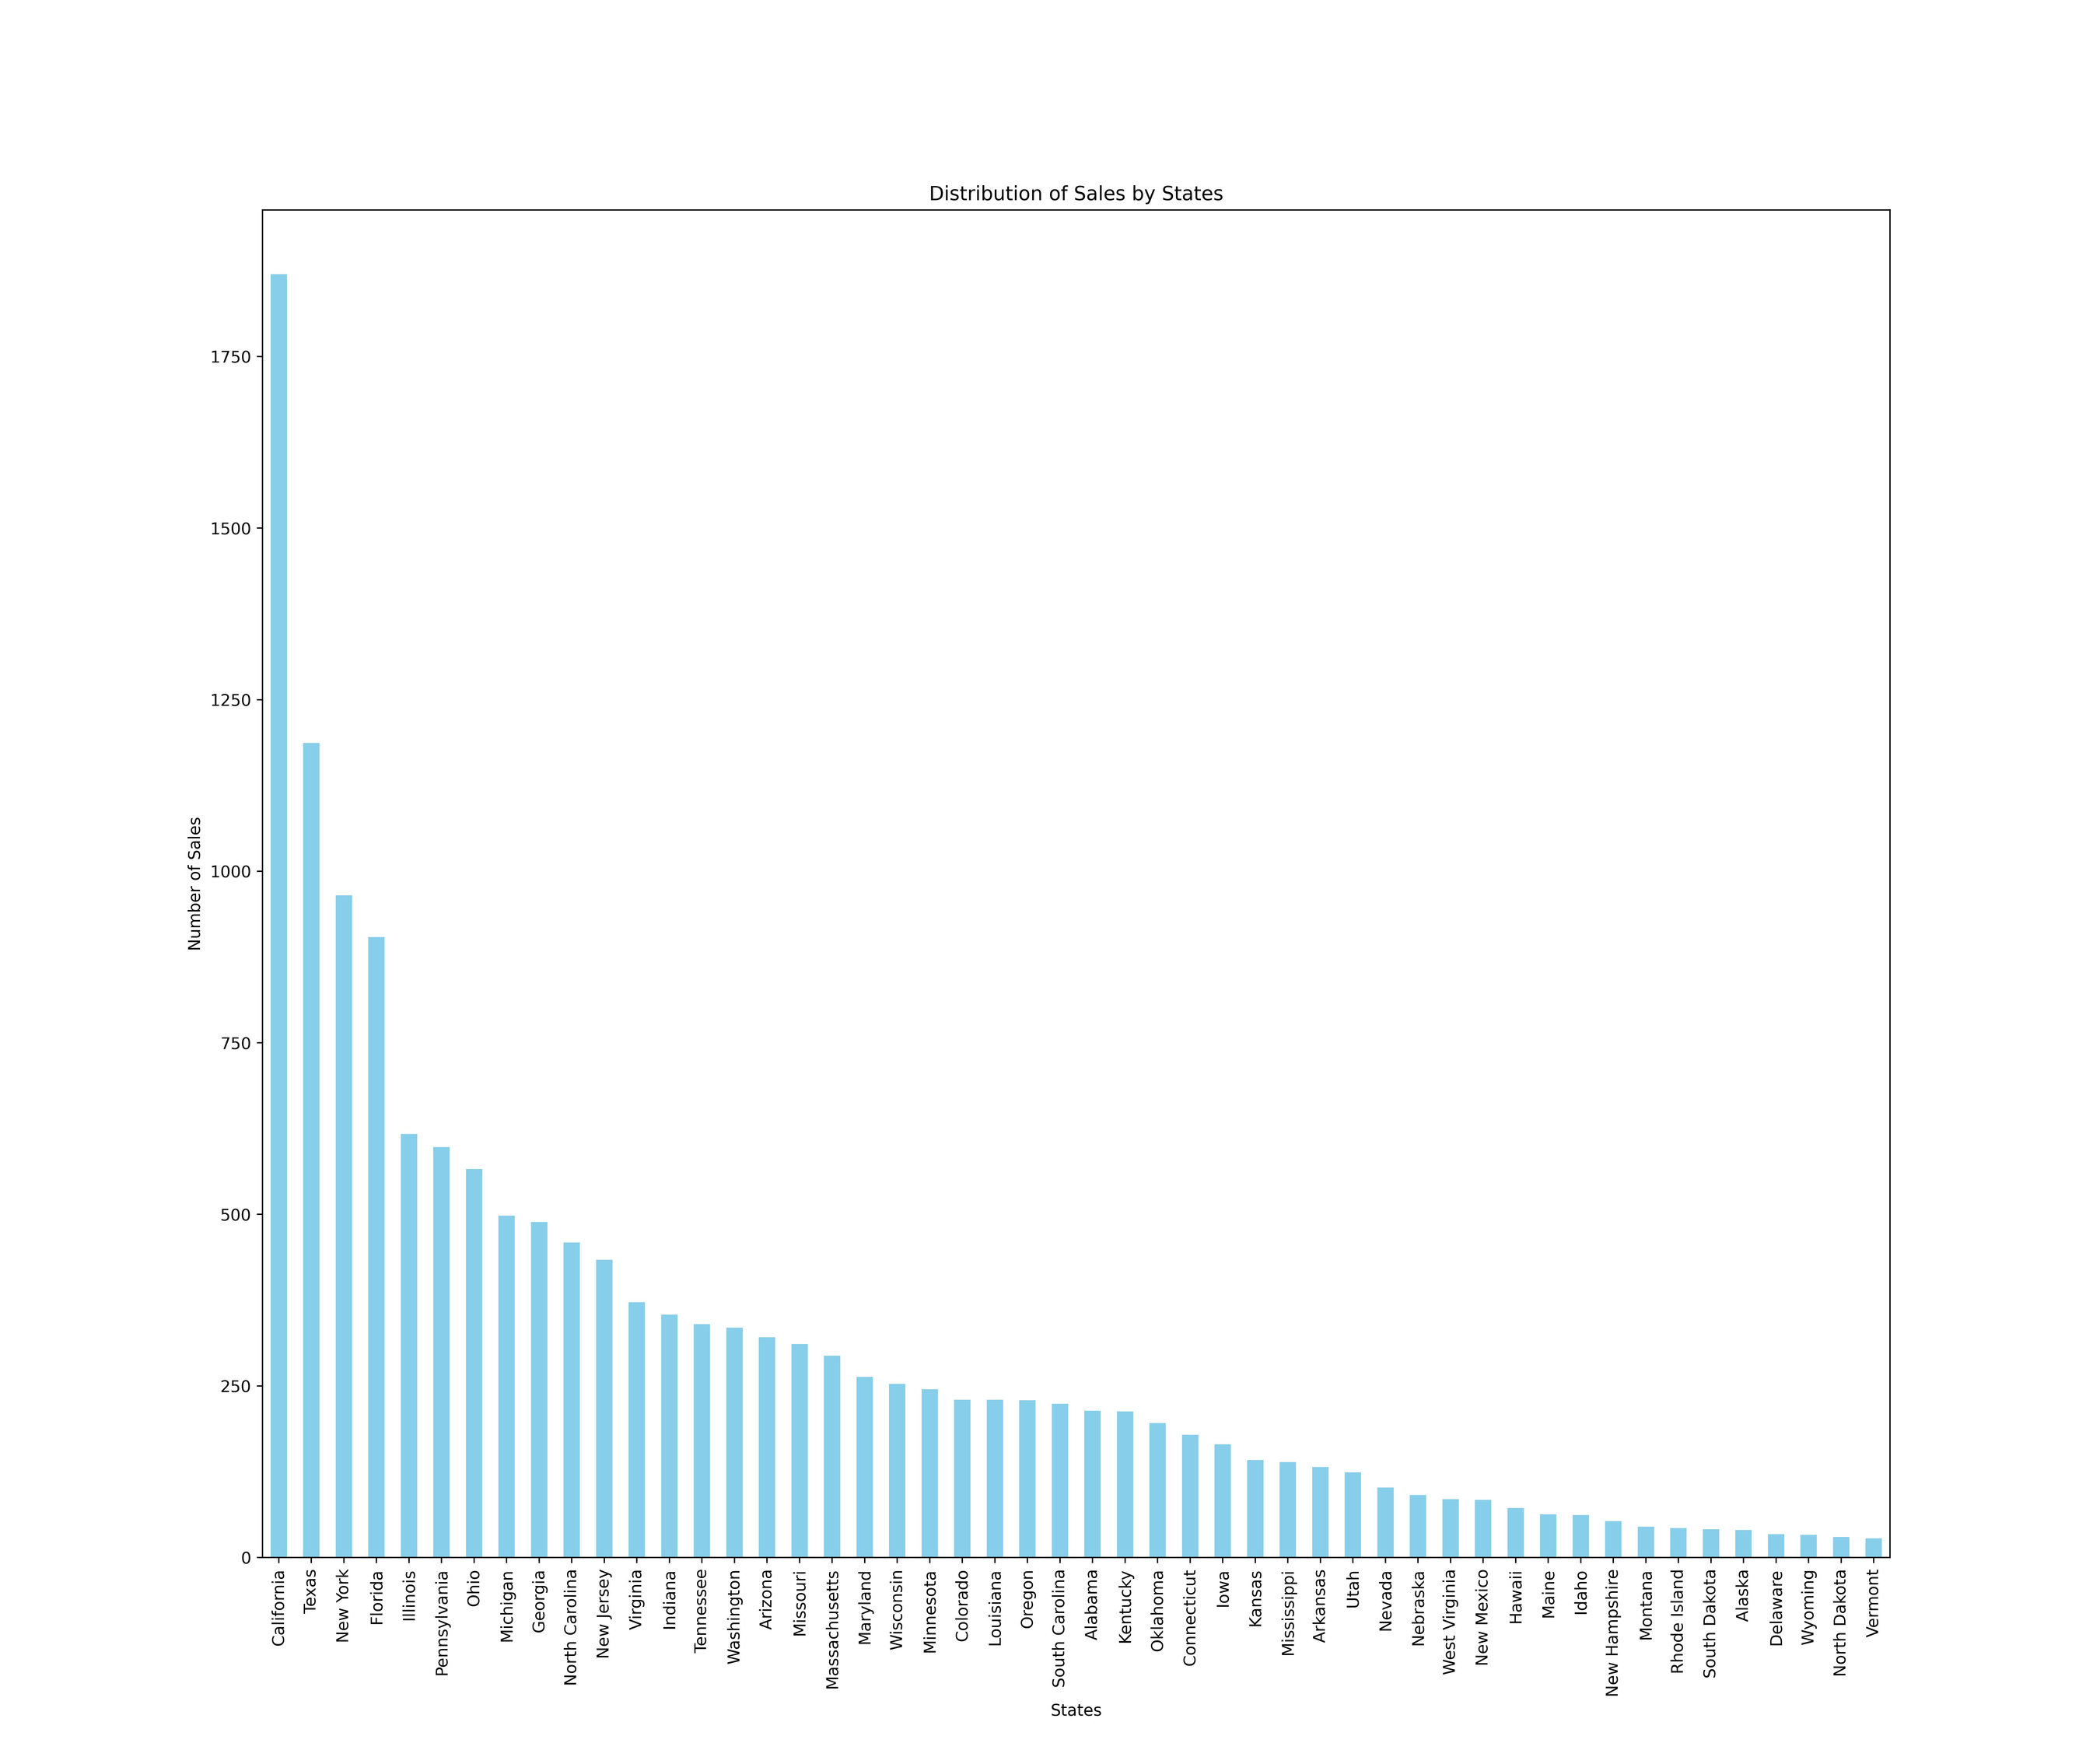 Distribution of Sales by States
Number of Sales
1750
1500
1250
1000
750
500
250
0
California
Texas
New York
Florida
Illinois
Pennsylvania
Ohio
Michigan
Georgia
North Carolina
New Jersey
Virginia
Indiana
Tennessee
Washington
Arizona
Missouri
Massachusetts
Maryland
Wisconsin
Minnesota
Colorado
Louisiana
Oregon
South Carolina
Alabama
Kentucky
Oklahoma
Connecticut
Iowa
Kansas
Mississippi
Arkansas
Utah
Nevada
Nebraska
West Virginia
New Mexico
Hawaii
Maine
Idaho
New Hampshire
Montana
Rhode Island
South Dakota
Alaska
Delaware
Wyoming
North Dakota
Vermont
States